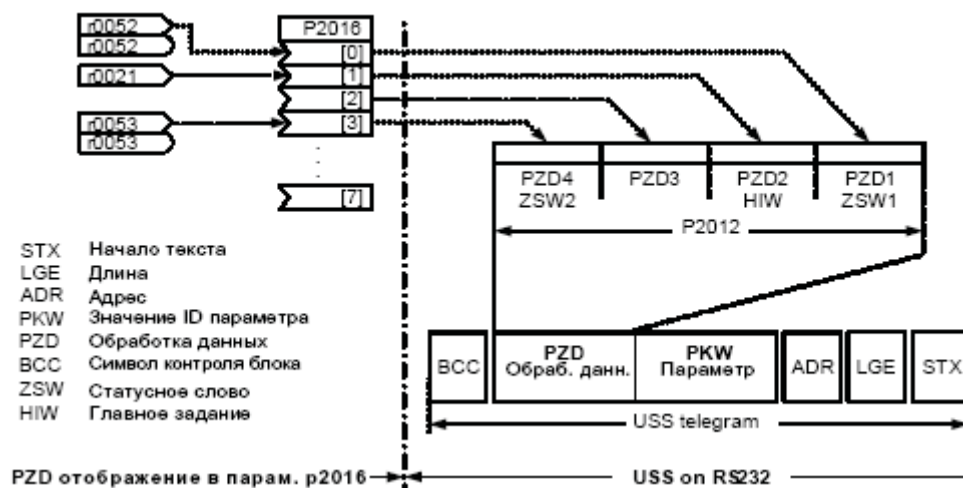 r0052
r0052
r0021
r0053
r0053
P2016
[0]
[1]
[2]
[3]
[7]
PZD4 PZD3 PZD2 PZD1
ZSW2 HIW ZSW1
P2012
STX Начало текста
LGE Длина
ADR Адрес
PKW Значение ID параметра
PZD Обработка данных
BCC Символ контроля блока
ZSW Статусное слово
HIW Главное задание
BCC
PZD
Обраб. данн.
PKW
Параметр
ADR
LGE
STX
USS telegram
PZD отображение в парам. p2016
USS on RS232